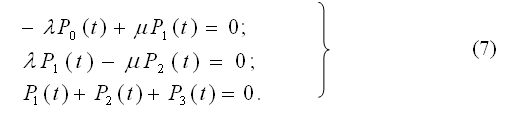 - λP₀(t) + μP₁(t) = 0;
λP₁(t) − μP₂(t) = 0; (7)
P₁(t) + P₂(t) + P₃(t) = 0.